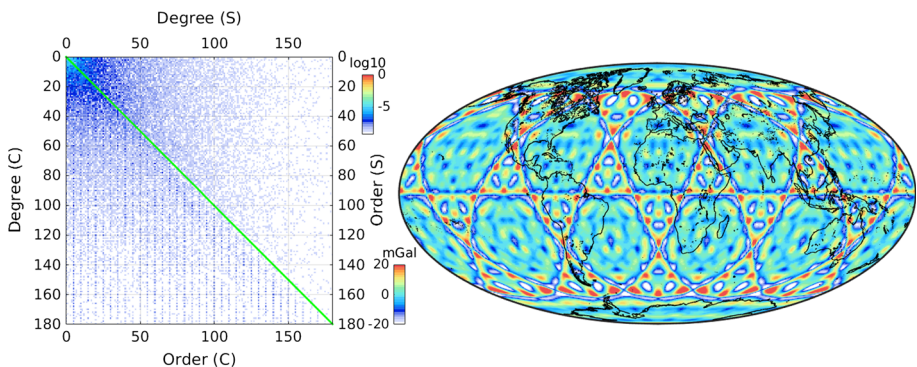 Degree (S)
0 50 100 150
0 0
20 20
40 40
60 60
80 80
100 100
120 120
140 140
160 160
180 180
0 50 100 150
Degree (C)
Order (S)
Order (C)
log10
0
-5
mGal
20
0
-20